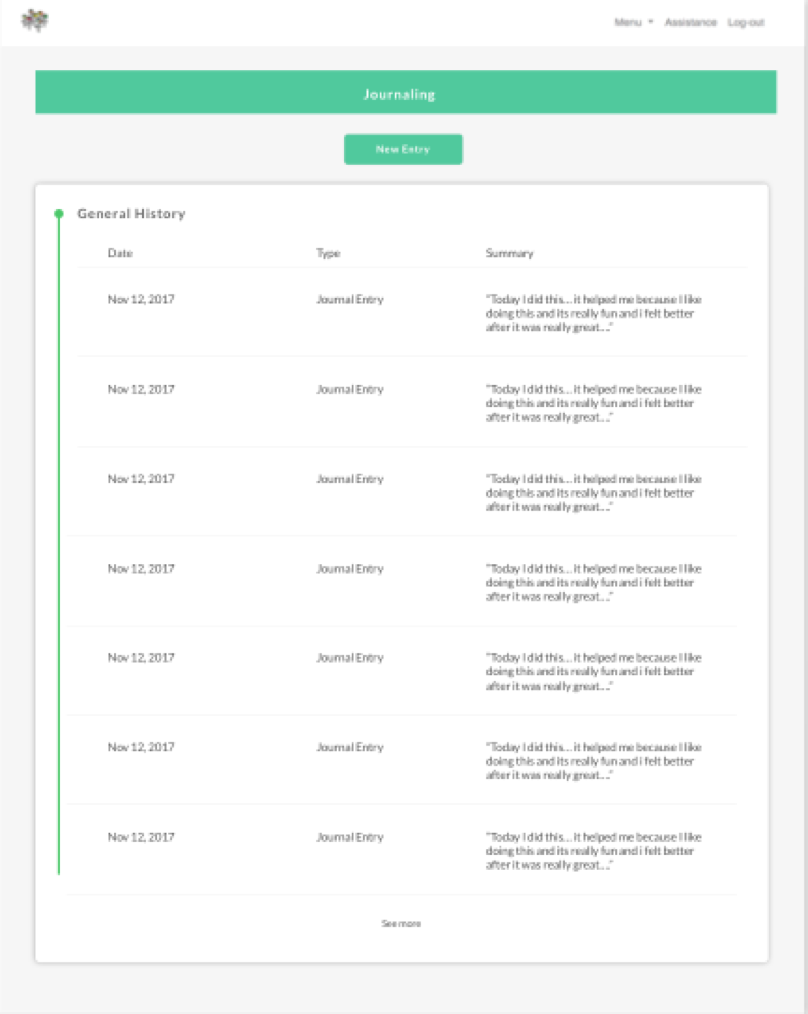 Menu Assistance Log-out
Journaling
New Entry
General History
Date Type Summary
Nov 12, 2017 Journal Entry "Today I did this... it helped me because I like
doing this and its really fun and i felt better
after it was really great...."
Nov 12, 2017 Journal Entry "Today I did this... it helped me because I like
doing this and its really fun and i felt better
after it was really great...."
Nov 12, 2017 Journal Entry "Today I did this... it helped me because I like
doing this and its really fun and i felt better
after it was really great...."
Nov 12, 2017 Journal Entry "Today I did this... it helped me because I like
doing this and its really fun and i felt better
after it was really great...."
Nov 12, 2017 Journal Entry "Today I did this... it helped me because I like
doing this and its really fun and i felt better
after it was really great...."
Nov 12, 2017 Journal Entry "Today I did this... it helped me because I like
doing this and its really fun and i felt better
after it was really great...."
Nov 12, 2017 Journal Entry "Today I did this... it helped me because I like
doing this and its really fun and i felt better
after it was really great...."
See more